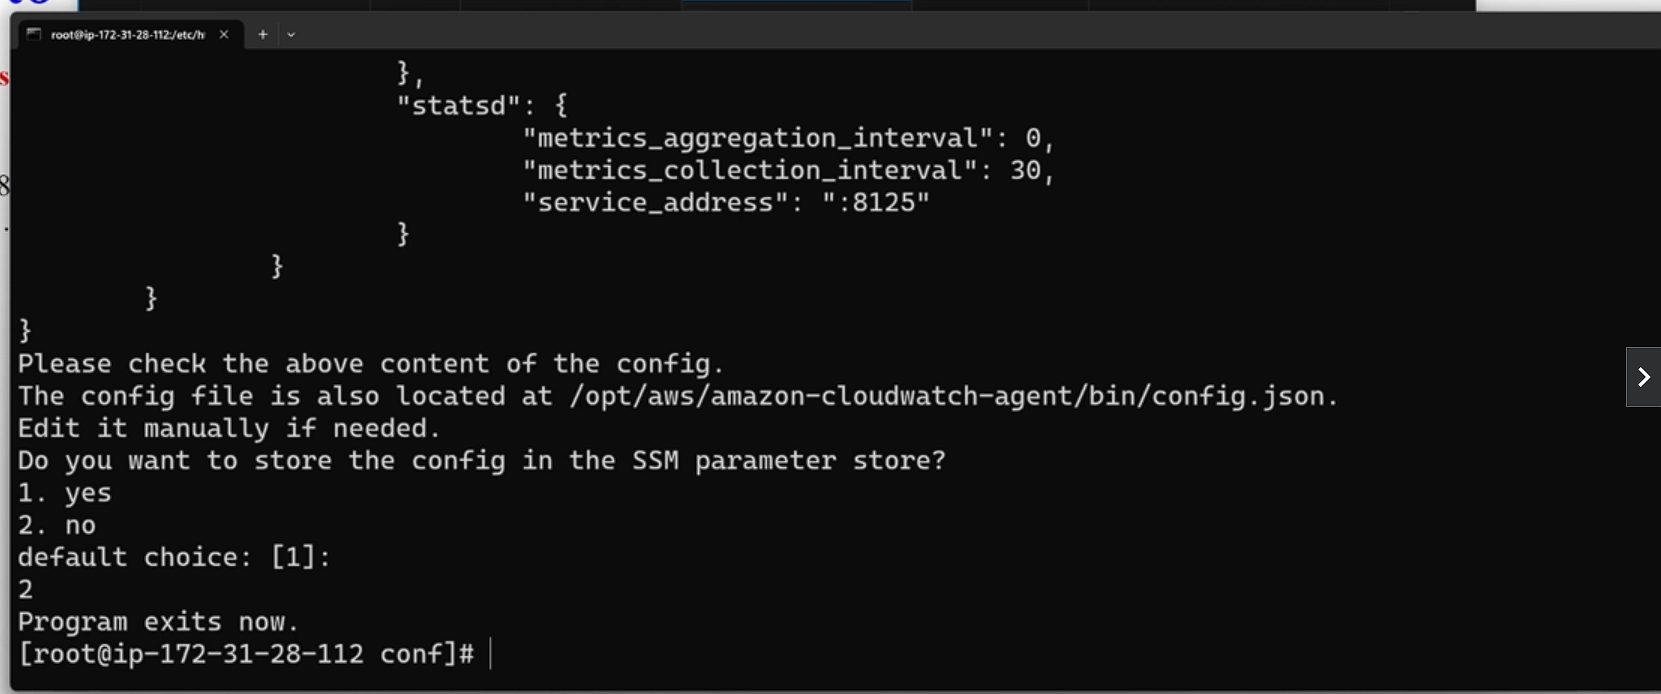 root@ip-172-31-28-112:/etc/h
},
"statsd": {
"metrics_aggregation_interval": 0,
"metrics_collection_interval": 30,
"service_address": ":8125"
}
}
}
}
Please check the above content of the config.
The config file is also located at /opt/aws/amazon-cloudwatch-agent/bin/config.json.
Edit it manually if needed.
Do you want to store the config in the SSM parameter store?
1. yes
2. no
default choice: [1]:
2
Program exits now.
[root@ip-172-31-28-112 conf]#